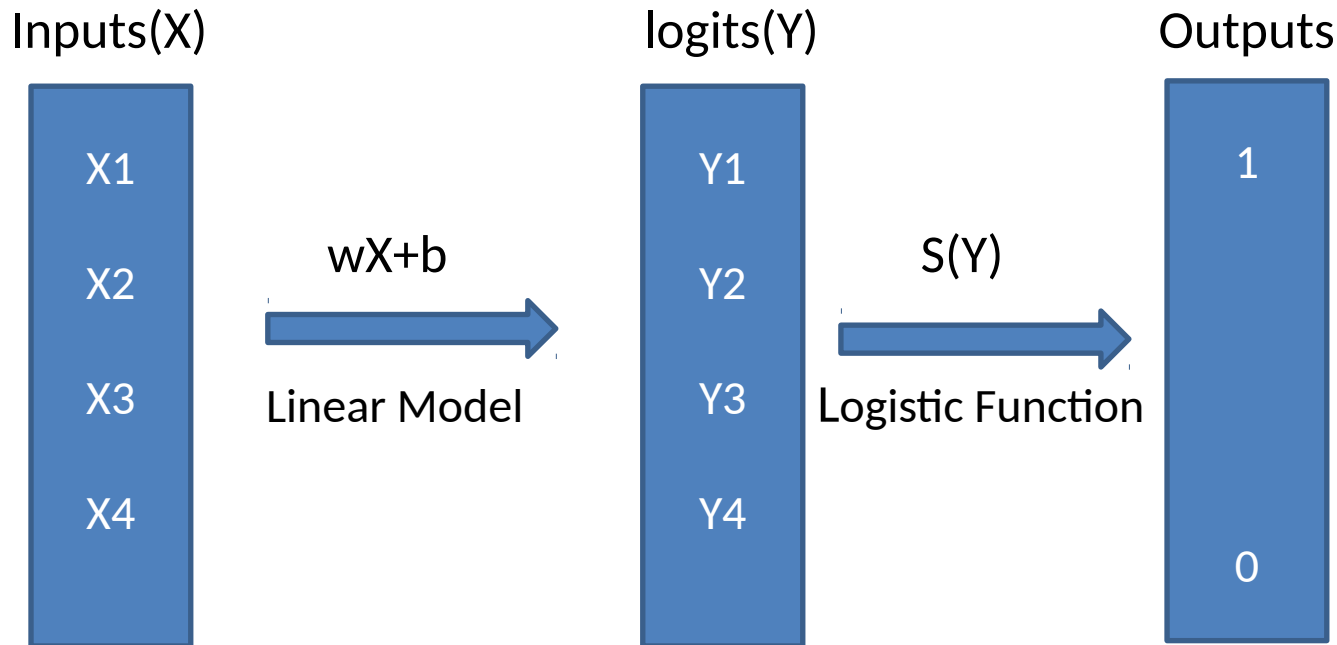 Inputs(X)
logits(Y)
Outputs
X1
X2
X3
X4
wX+b
Linear Model
Y1
Y2
Y3
Y4
S(Y)
Logistic Function
1
0